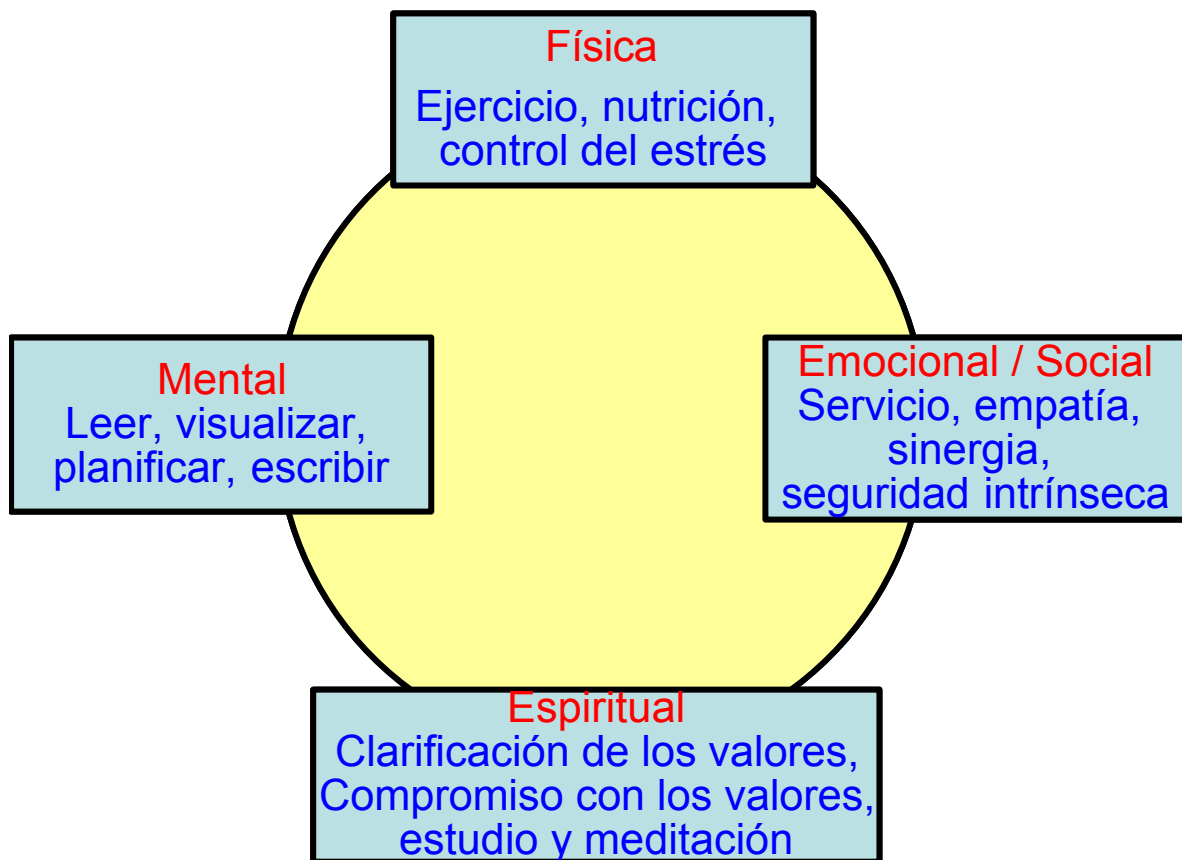 Física
Ejercicio, nutrición,
control del estrés
Mental
Leer, visualizar,
planificar, escribir
Emocional / Social
Servicio, empatía,
sinergia,
seguridad intrínseca
Espiritual
Clarificación de los valores,
Compromiso con los valores,
estudio y meditación